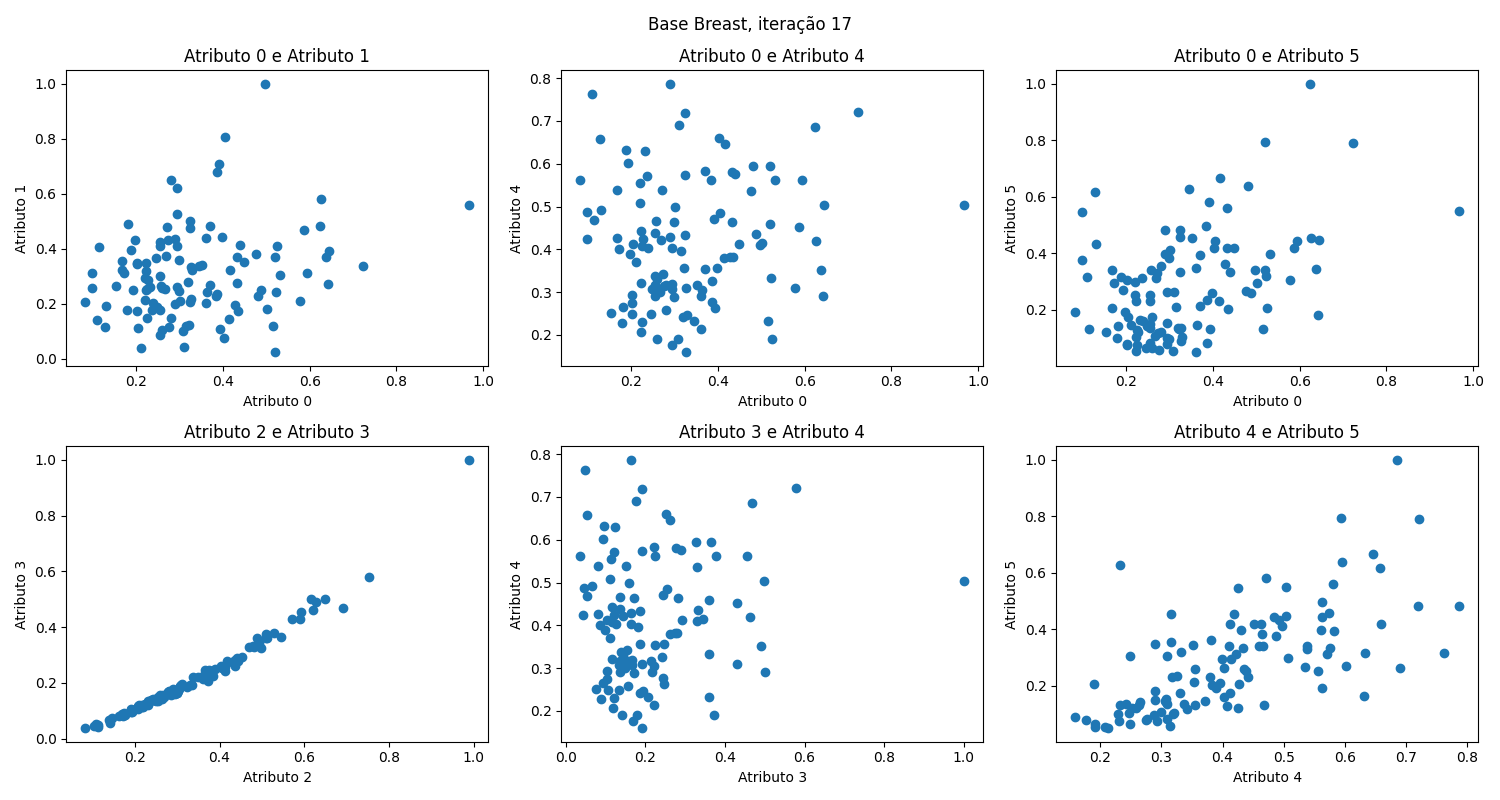 Base Breast, iteração 17
Atributo 0 e Atributo 1
1.0
0.8
0.6
0.4
0.2
0.0
Atributo 1
0.2 0.4 0.6 0.8 1.0
Atributo 0
Atributo 0 e Atributo 4
0.8
0.7
0.6
0.5
0.4
0.3
0.2
Atributo 4
0.2 0.4 0.6 0.8 1.0
Atributo 0
Atributo 0 e Atributo 5
1.0
0.8
0.6
0.4
0.2
Atributo 5
0.2 0.4 0.6 0.8 1.0
Atributo 0
Atributo 2 e Atributo 3
1.0
0.8
0.6
0.4
0.2
0.0
Atributo 3
0.2 0.4 0.6 0.8 1.0
Atributo 2
Atributo 3 e Atributo 4
0.8
0.7
0.6
0.5
0.4
0.3
0.2
Atributo 4
0.0 0.2 0.4 0.6 0.8 1.0
Atributo 3
Atributo 4 e Atributo 5
1.0
0.8
0.6
0.4
0.2
Atributo 5
0.2 0.3 0.4 0.5 0.6 0.7 0.8
Atributo 4